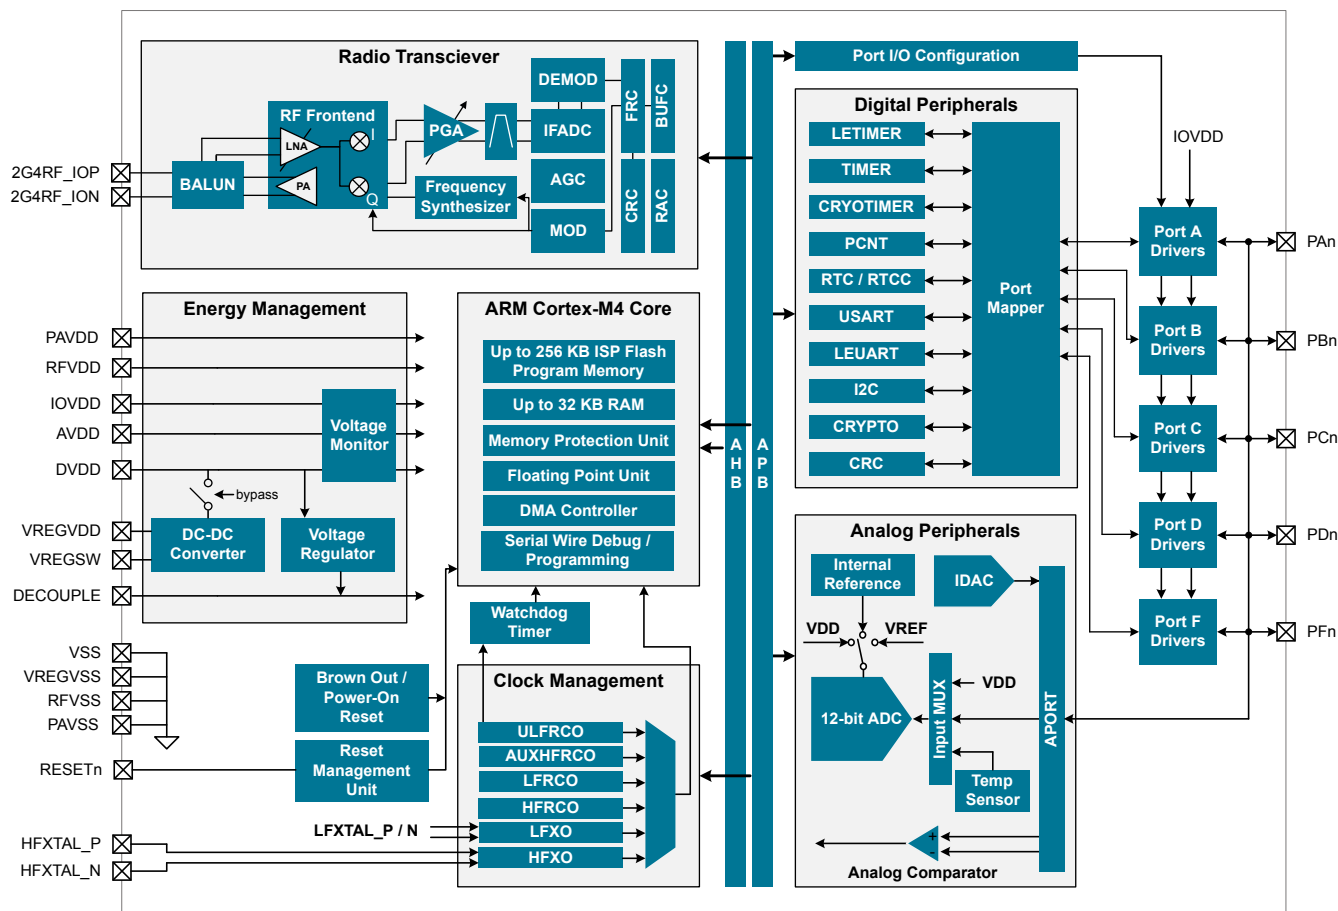 Radio Transciever
RF Frontend
LNA
PA
I
Q
BALUN
PGA
DEMOD
IFADC
AGC
MOD
Frequency
Synthesizer
FRC
BUFC
CRC
RAC
2G4RF_IOP
2G4RF_ION
Energy Management
PAVDD
RFVDD
IOVDD
AVDD
DVDD
VREGVDD
VREGSW
DECOUPLE
Voltage
Monitor
bypass
DC-DC
Converter
Voltage
Regulator
VSS
VREGVSS
RFVSS
PAVSS
RESETn
HFXTAL_P
HFXTAL_N
Brown Out /
Power-On
Reset
Reset
Management
Unit
LFXTAL_P / N
ARM Cortex-M4 Core
Up to 256 KB ISP Flash
Program Memory
Up to 32 KB RAM
Memory Protection Unit
Floating Point Unit
DMA Controller
Serial Wire Debug /
Programming
Watchdog
Timer
Clock Management
ULFRCO
AUXHFRCO
LFRCO
HFRCO
LFXO
HFXO
A
H
B
A
P
B
Port I/O Configuration
Digital Peripherals
LETIMER
TIMER
CRYOTIMER
PCNT
RTC / RTCC
USART
LEUART
I2C
CRYPTO
CRC
Port
Mapper
Analog Peripherals
Internal
Reference
IDAC
VDD
VREF
12-bit ADC
Input MUX
VDD
Temp
Sensor
APORT
+
-
Analog Comparator
IOVDD
Port A
Drivers
Port B
Drivers
Port C
Drivers
Port D
Drivers
Port F
Drivers
PAn
PBn
PCn
PDn
PFn